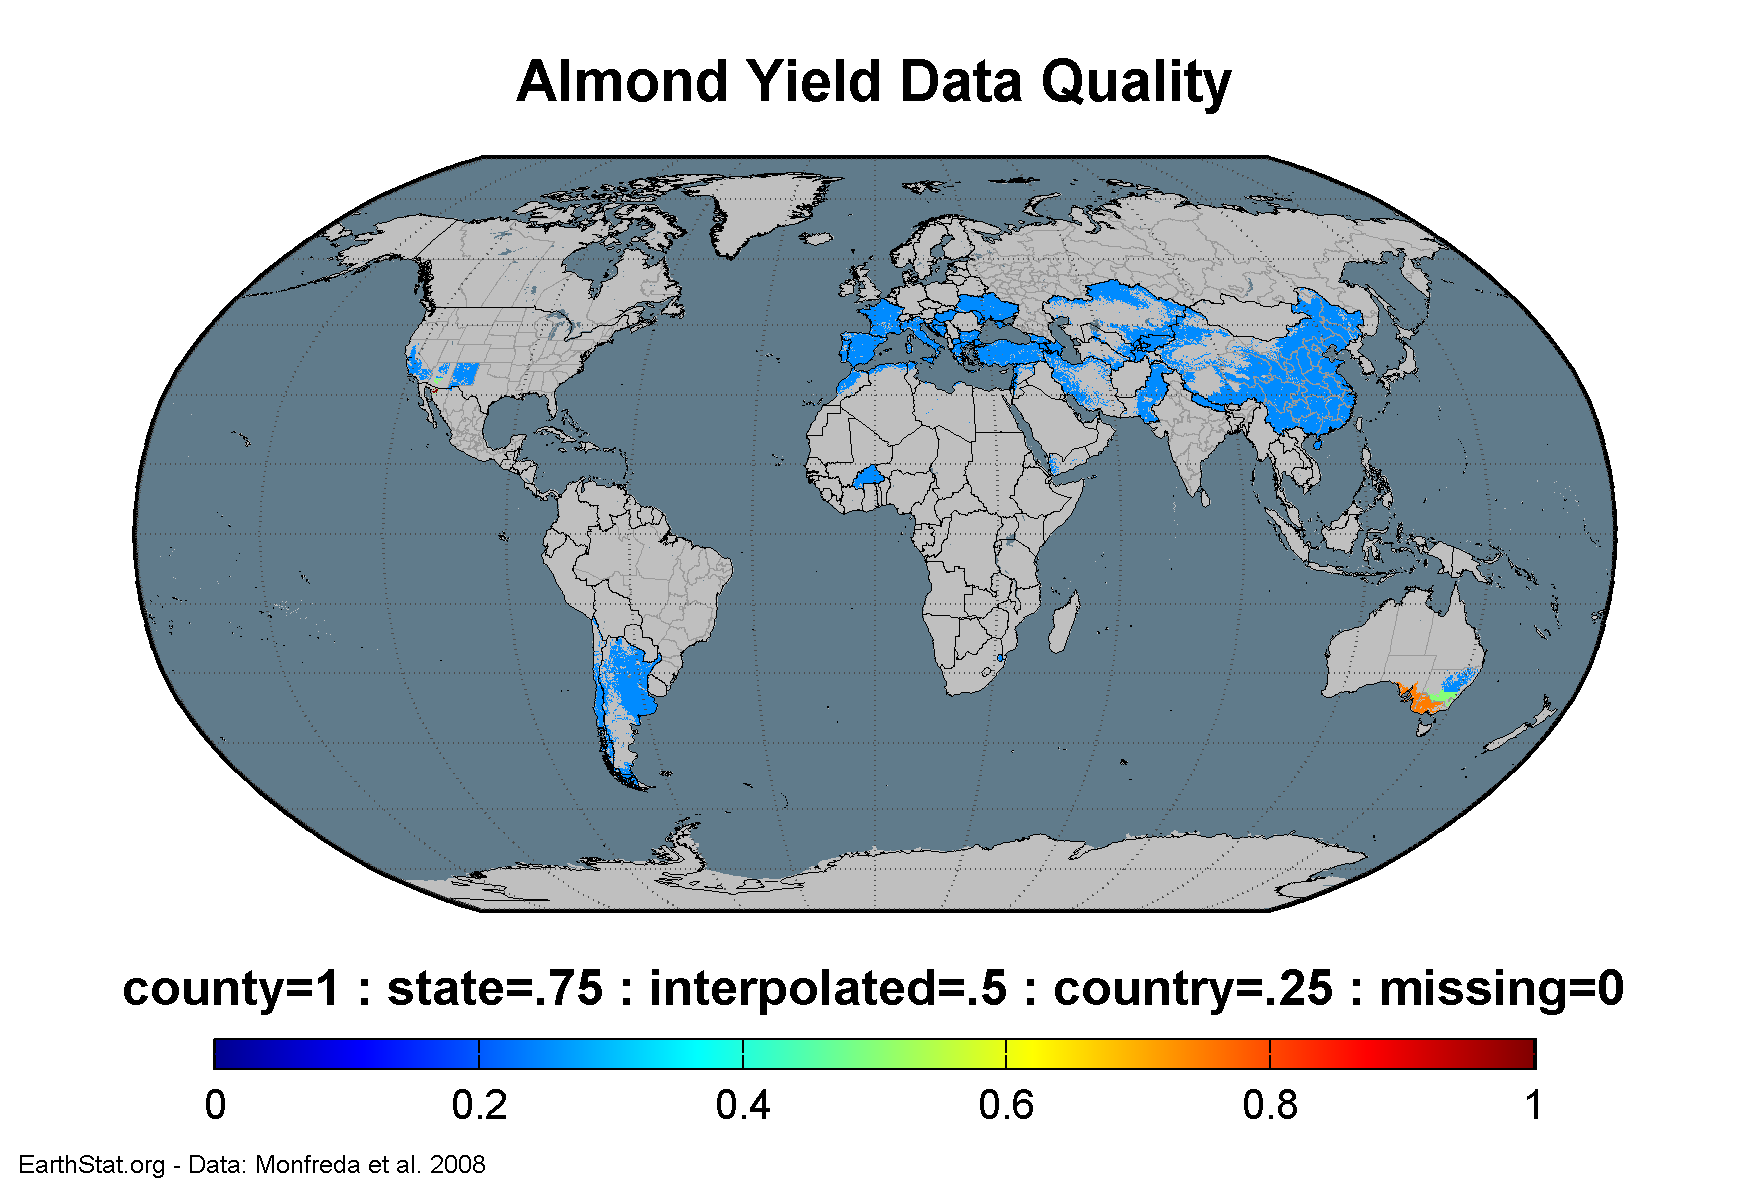 Almond Yield Data Quality
county=1 : state=.75 : interpolated=.5 : country=.25 : missing=0
0 0.2 0.4 0.6 0.8 1
EarthStat.org - Data: Monfreda et al. 2008